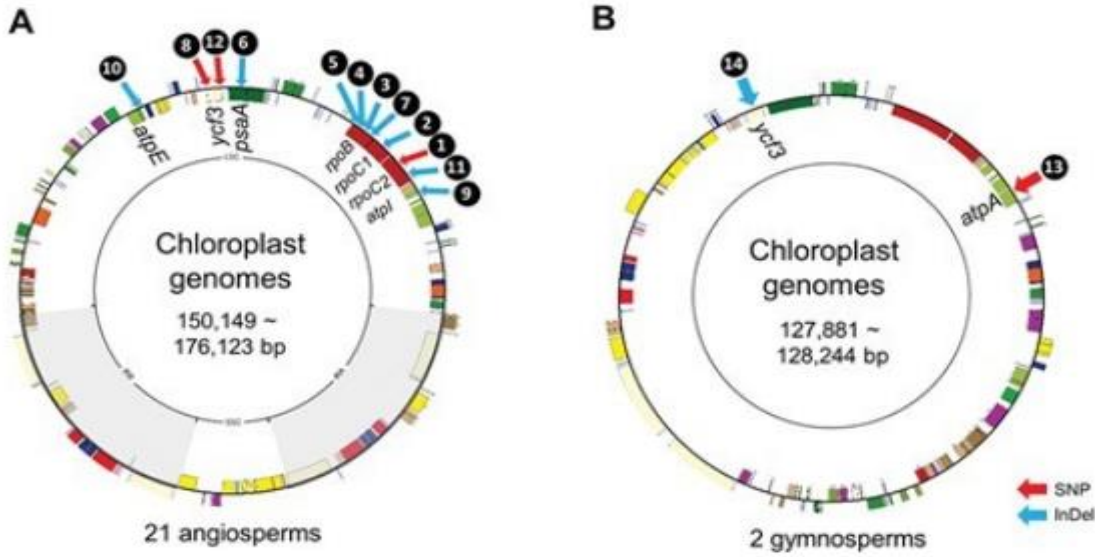 A
B
8 12 6
10
14
5 4 3 7 2 1 11 9
13
atpE
ycf3
psaA
rpoB
rpoC1
rpoC2
atpI
ycf3
atpA
Chloroplast
genomes
150,149 ~
176,123 bp
Chloroplast
genomes
127,881 ~
128,244 bp
SNP
InDel
21 angiosperms
2 gymnosperms